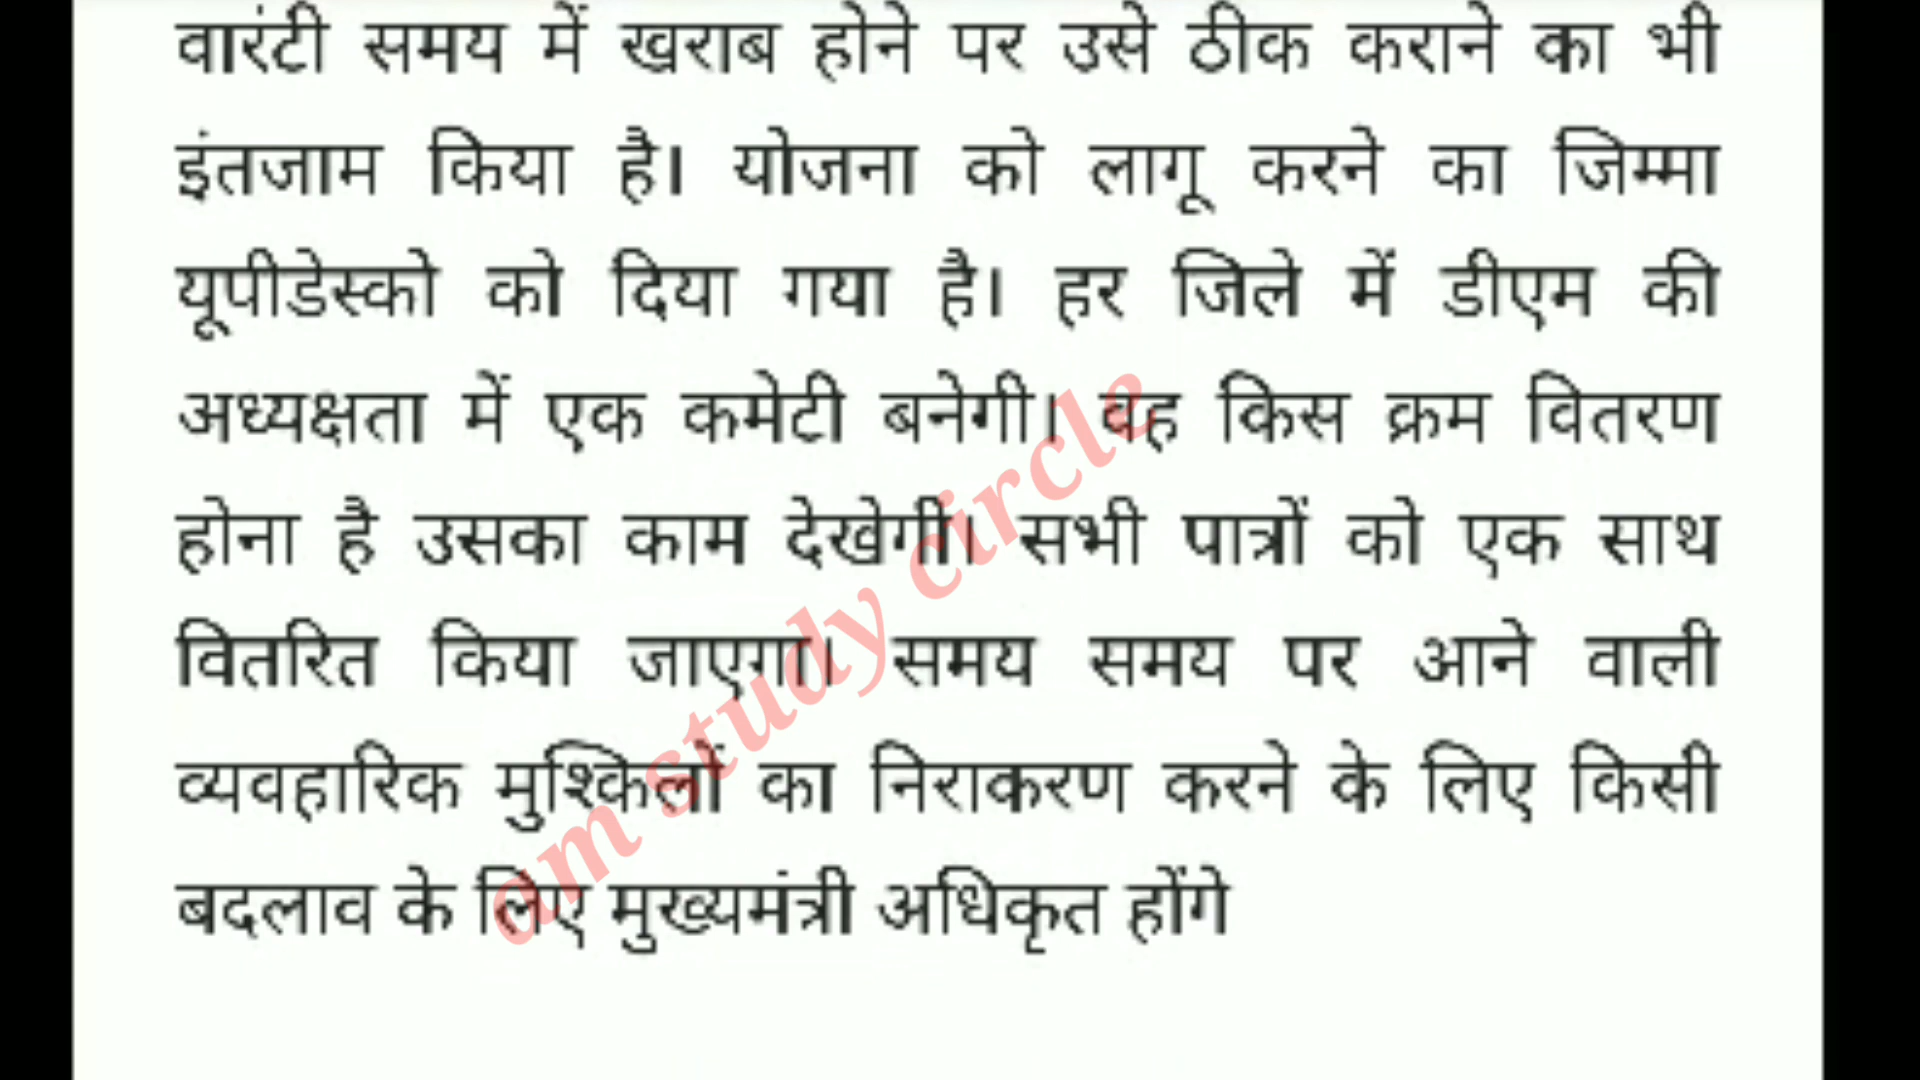 वारंटी समय में खराब होने पर उसे ठीक कराने का भी
इंतजाम किया है। योजना को लागू करने का जिम्मा
यूपीडेस्को को दिया गया है। हर जिले में डीएम की
अध्यक्षता में एक कमेटी बनेगी। वह किस क्रम वितरण
होना है उसका काम देखेगी। सभी पात्रों को एक साथ
वितरित किया जाएगा। समय समय पर आने वाली
व्यवहारिक मुश्किलों का निराकरण करने के लिए किसी
बदलाव के लिए मुख्यमंत्री अधिकृत होंगे
am study circle